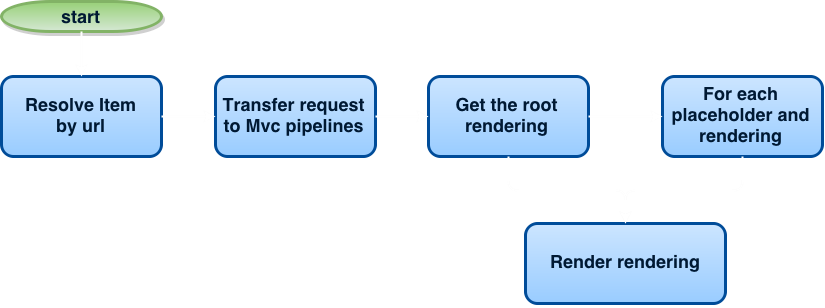 start
Resolve Item
by url
Transfer request
to Mvc pipelines
Get the root
rendering
For each
placeholder and
rendering
Render rendering